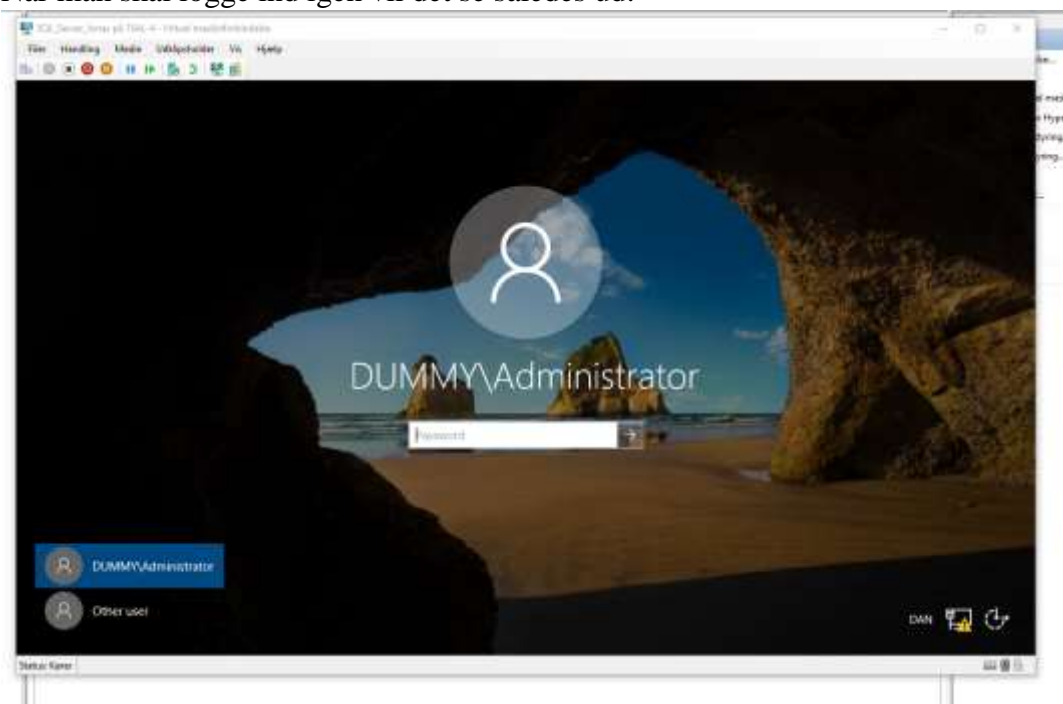 Når man skal logge ind igen vil det se således ud:
på
Filer Handling Medie Udklipsholder Vis Hjælp
DUMMY\Administrator
Password
DUMMY\Administrator
Other user
DAN
Status: Kører